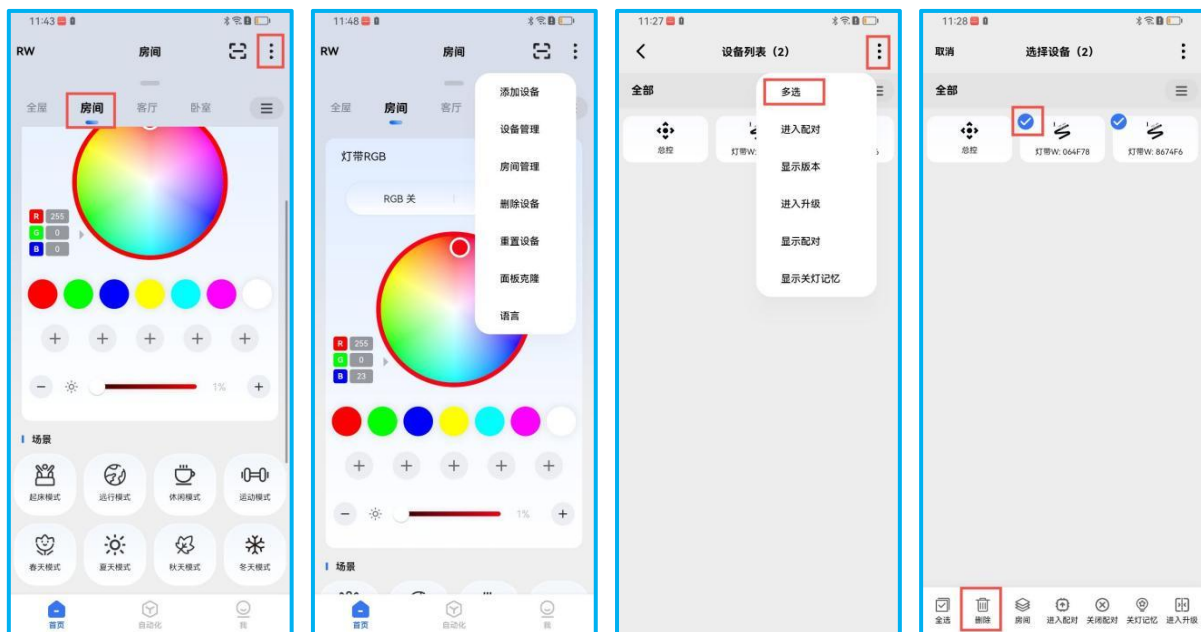 11:43
RW
房间
全屋 房间 客厅 卧室
R 255
G 0
B 0
1%
场景
起床模式 远行模式 休闲模式 运动模式
春天模式 夏天模式 秋天模式 冬天模式
首页 自动化 我
11:48
RW
房间
全屋 房间 客厅
添加设备
设备管理
房间管理
删除设备
重置设备
面板克隆
语言
灯带RGB
RGB 关
R 255
G 0
B 23
1%
场景
首页 自动化 我
11:27
设备列表（2）
全部
多选
进入配对
显示版本
进入升级
显示配对
显示关灯记忆
总控
灯带W:
11:28
取消 选择设备（2）
全部
总控 灯带W: 064F78 灯带W: 8674F6
全选 删除 房间 进入配对 关闭配对 关灯记忆 进入升级